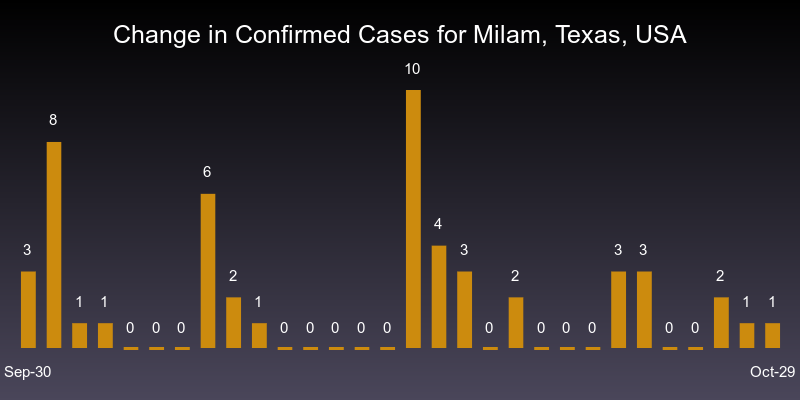 Change in Confirmed Cases for Milam, Texas, USA
3 8 1 1 0 0 0 6 2 1 0 0 0 0 0 10 4 3 0 2 0 0 0 3 3 0 0 2 1 1
Sep-30 Oct-29